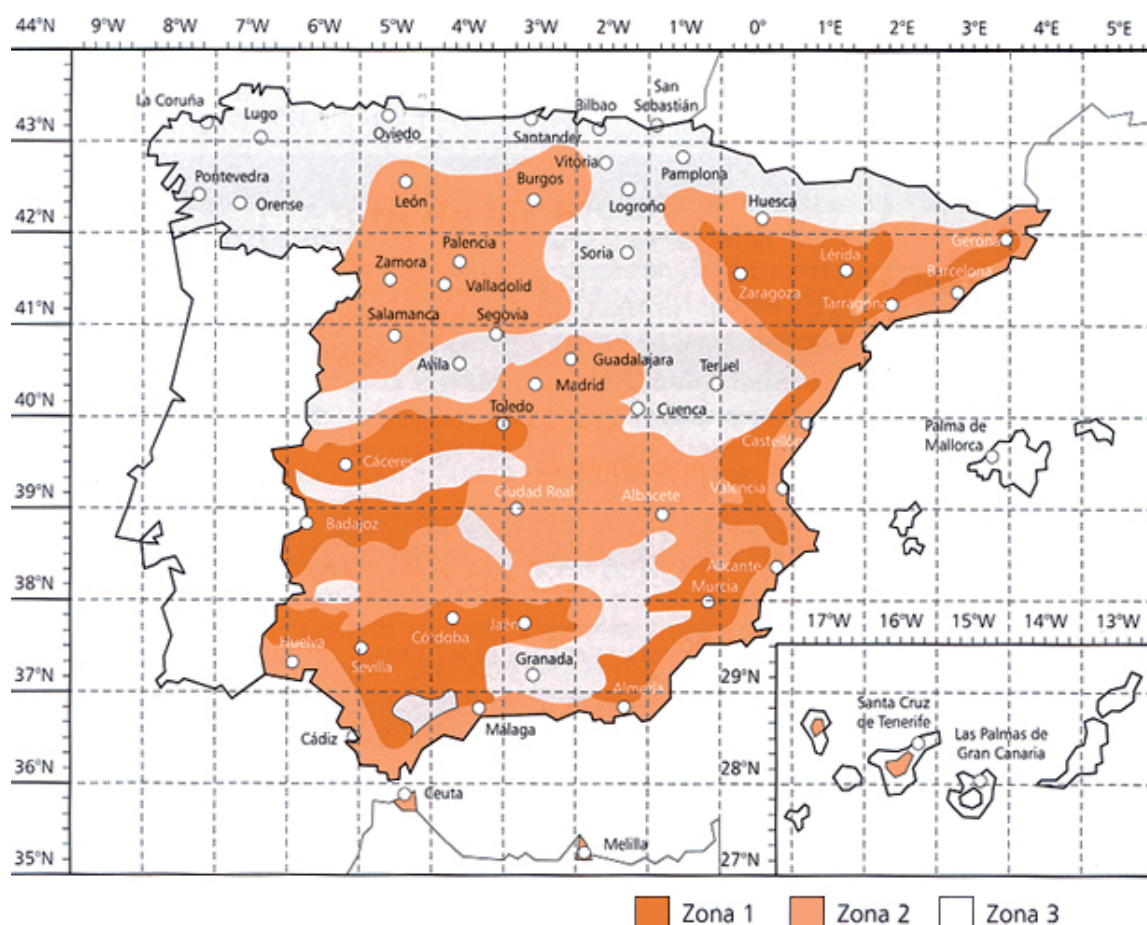 44°N 9°W 8°W 7°W 6°W 5°W 4°W 3°W 2°W 1°W 0° 1°E 2°E 3°E 4°E 5°E
San
Sebastián
La Coruña
Lugo
Bilbao
43°N
Oviedo
Santander
Vitoria
Pamplona
Pontevedra
Burgos
León
Orense
Logroño
Huesca
42°N
Palencia
Soria
Gerona
Zamora
Lérida
Barcelona
Valladolid
Zaragoza
Tarragona
41°N
Salamanca
Segovia
Avila
Guadalajara
Teruel
Madrid
40°N
Toledo
Cuenca
Palma de
Mallorca
Castellón
Cáceres
39°N
Ciudad Real
Albacete
Valencia
Badajoz
Alicante
38°N
Murcia
17°W 16°W 15°W 14°W 13°W
Huelva
Córdoba
Jaén
Sevilla
Granada
37°N
Almería
29°N
Santa Cruz
de Tenerife
Cádiz
Málaga
Las Palmas de
Gran Canaria
36°N
28°N
Ceuta
Melilla
35°N
27°N
Zona 1
Zona 2
Zona 3